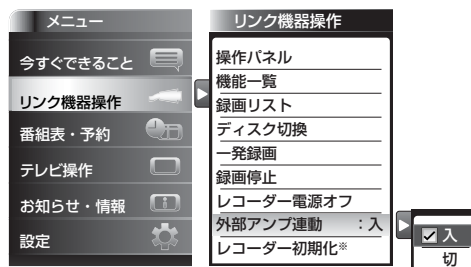 メニュー
今すぐできること
リンク機器操作
番組表・予約
テレビ操作
お知らせ・情報
設定
リンク機器操作
操作パネル
機能一覧
録画リスト
ディスク切換
一発録画
録画停止
レコーダー電源オフ
外部アンプ連動 :入
レコーダー初期化※
入
切